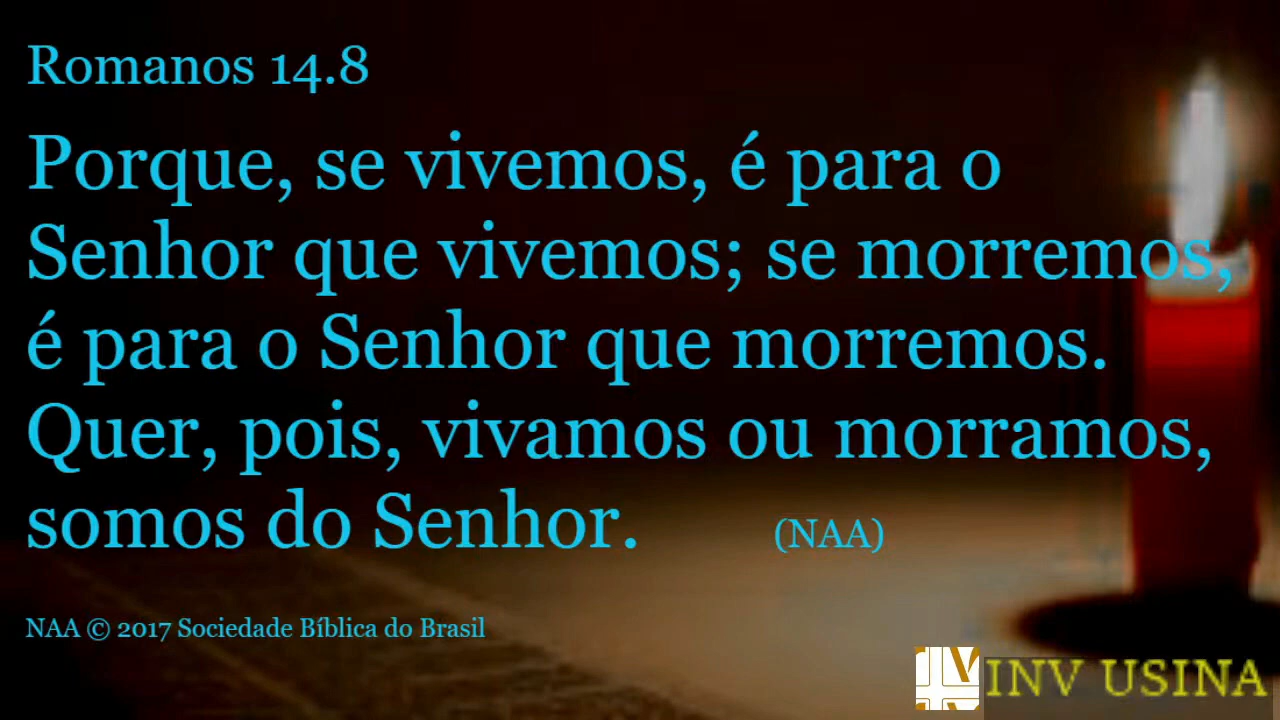 Romanos 14.8
Porque, se vivemos, é para o
Senhor que vivemos; se morremos,
é para o Senhor que morremos.
Quer, pois, vivamos ou morramos,
somos do Senhor. (NAA)
NAA © 2017 Sociedade Bíblica do Brasil
INV USINA